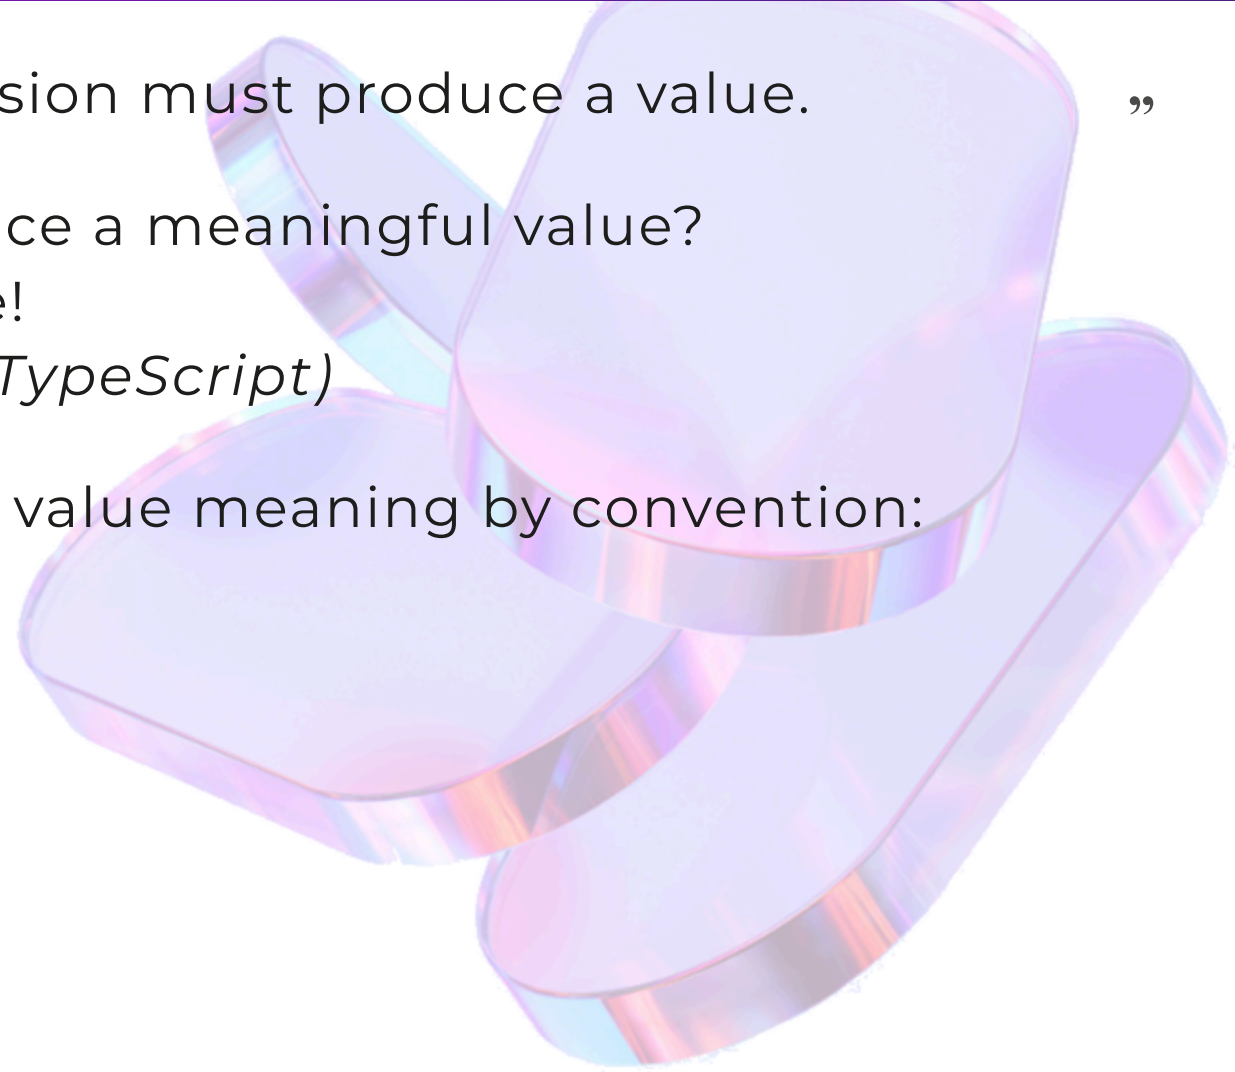 sion must produce a value.
”
ce a meaningful value?
e!
TypeScript)
value meaning by convention: